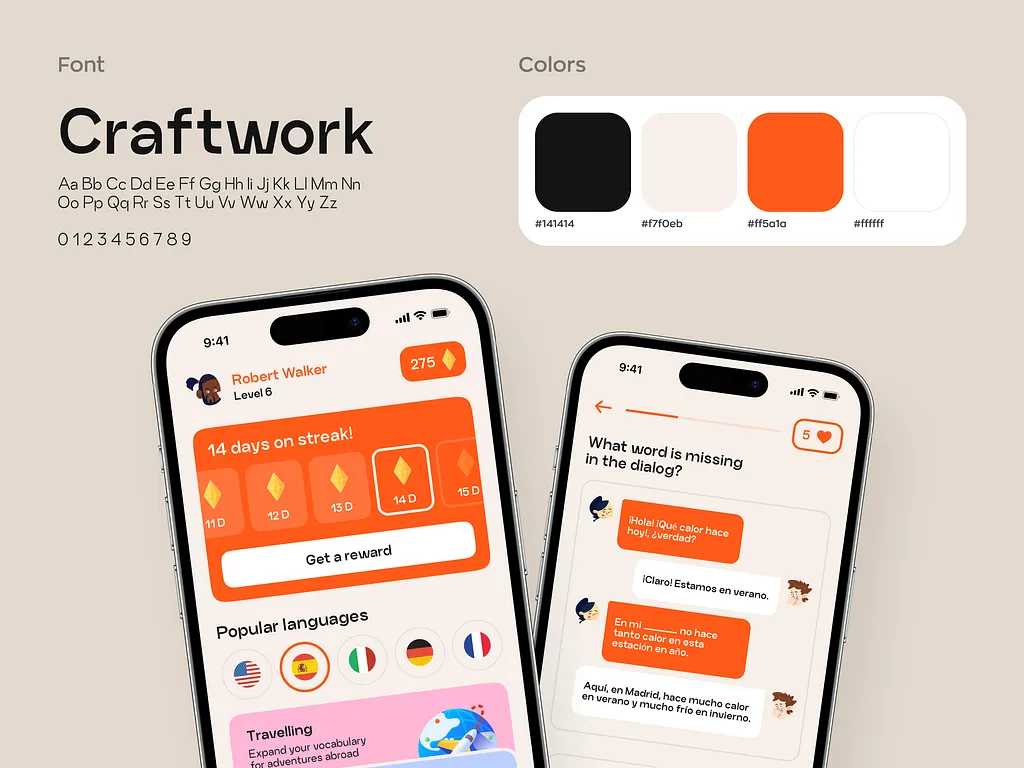 Font
Craftwork
Aa Bb Cc Dd Ee Ff Gg Hh Ii Jj Kk Ll Mm Nn
Oo Pp Qq Rr Ss Tt Uu Vv Ww Xx Yy Zz
0 1 2 3 4 5 6 7 8 9
Colors
#141414
#f7f0eb
#ff5a1a
#ffffff
9:41
Robert Walker
Level 6
275
14 days on streak!
11 D
12 D
13 D
14 D
15 D
Get a reward
Popular languages
Travelling
Expand your vocabulary
for adventures abroad
9:41
5
What word is missing
in the dialog?
¡Hola! ¡Qué calor hace
hoy!, ¿verdad?
¡Claro! Estamos en verano.
En mi ______ no hace
tanto calor en esta
estación en año.
Aquí, en Madrid, hace mucho calor
en verano y mucho frío en invierno.